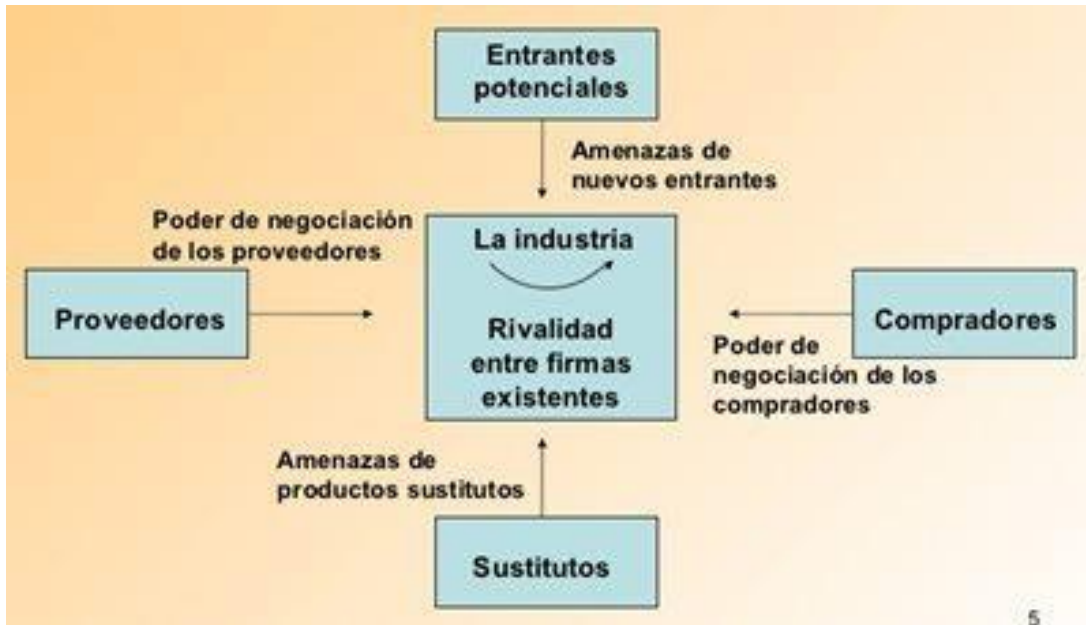 Entrantes
potenciales
Amenazas de
nuevos entrantes
Poder de negociación
de los proveedores
La industria
Proveedores
Rivalidad
entre firmas
existentes
Compradores
Poder de
negociación de los
compradores
Amenazas de
productos sustitutos
Sustitutos
5